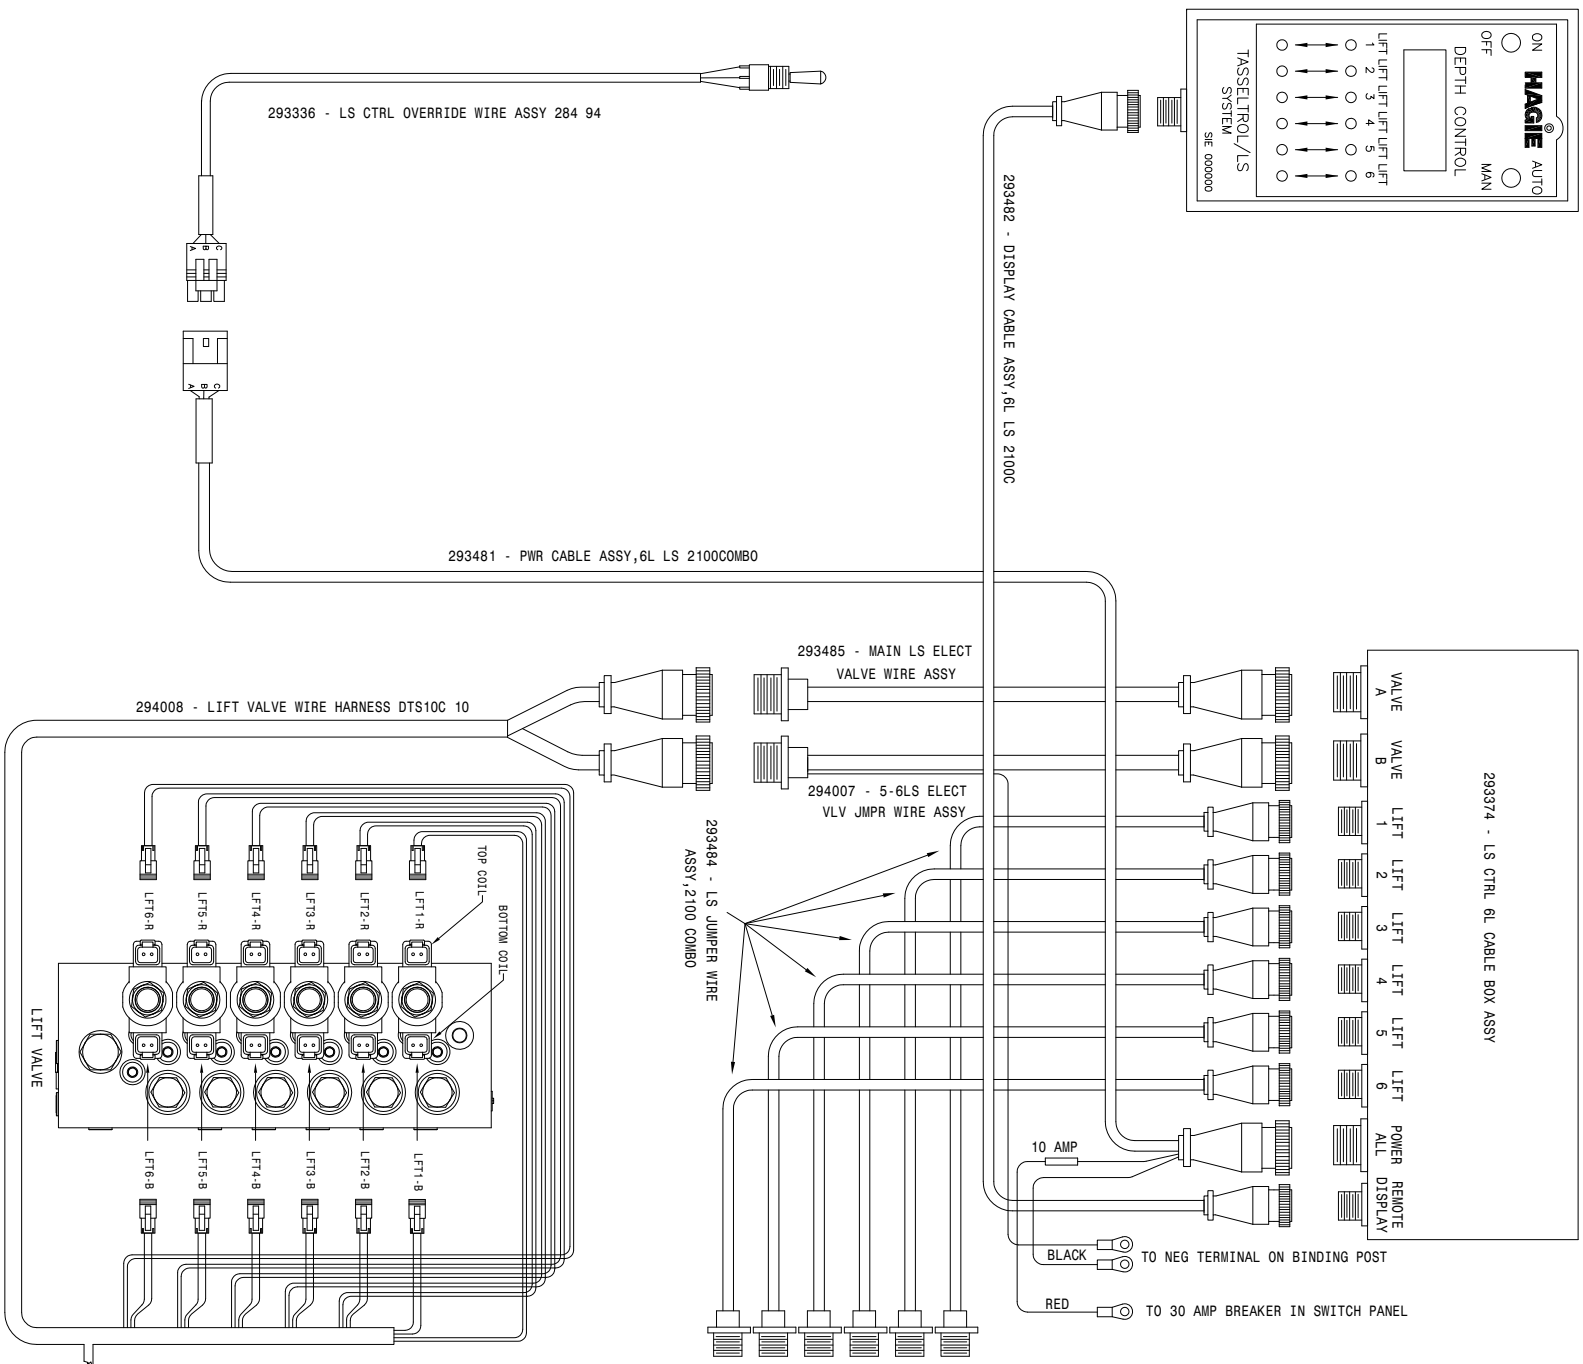 293336 - LS CTRL OVERRIDE WIRE ASSY 284 94
A B C
A B C
293481 - PWR CABLE ASSY,6L LS 2100COMBO
293482 - DISPLAY CABLE ASSY,6L LS 2100C
HAGIE
ON
OFF
AUTO
MAN
DEPTH CONTROL
LIFT LIFT LIFT LIFT LIFT LIFT
1 2 3 4 5 6
TASSELTROL/LS
SYSTEM
SIE 000000
293485 - MAIN LS ELECT
VALVE WIRE ASSY
294008 - LIFT VALVE WIRE HARNESS DTS10C 10
294007 - 5-6LS ELECT
VLV JMPR WIRE ASSY
293484 - LS JUMPER WIRE
ASSY,2100 COMBO
293374 - LS CTRL 6L CABLE BOX ASSY
VALVE
A
VALVE
B
LIFT
1
LIFT
2
LIFT
3
LIFT
4
LIFT
5
LIFT
6
POWER
ALL
REMOTE
DISPLAY
10 AMP
BLACK
TO NEG TERMINAL ON BINDING POST
RED
TO 30 AMP BREAKER IN SWITCH PANEL
TOP COIL
BOTTOM COIL
LFT6-R
LFT5-R
LFT4-R
LFT3-R
LFT2-R
LFT1-R
LIFT VALVE
LFT6-B
LFT5-B
LFT4-B
LFT3-B
LFT2-B
LFT1-B